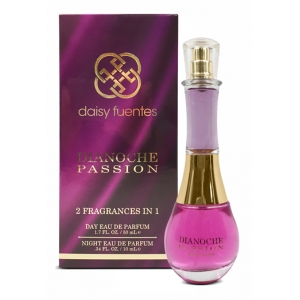 daisy fuentes
DIANOCHE
PASSION
2 FRAGRANCES IN 1
DAY EAU DE PARFUM
1.7 FL. OZ / 50 mL ℮
NIGHT EAU DE PARFUM
.34 FL. OZ / 10 mL ℮
DIANOCHE
PASSION